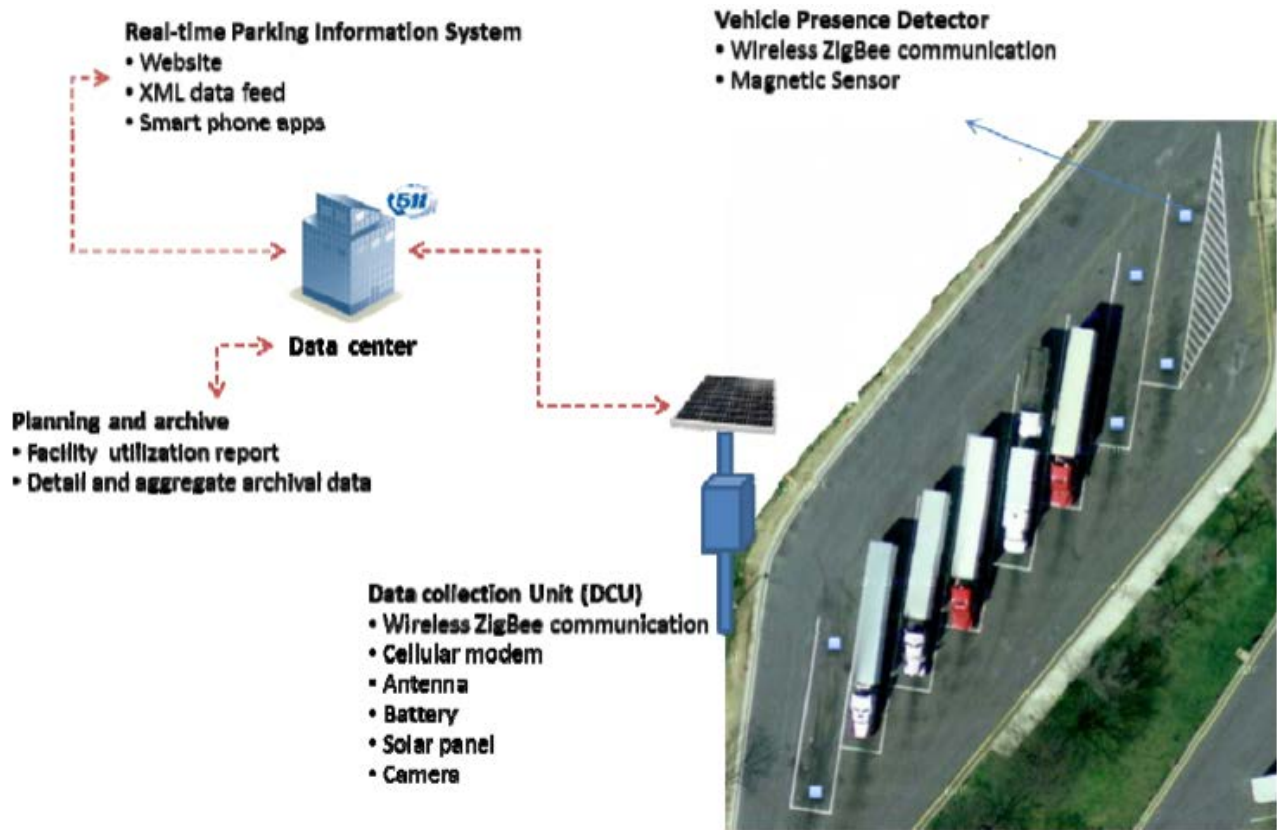 Real-time Parking Information System
• Website
• XML data feed
• Smart phone apps
Vehicle Presence Detector
• Wireless ZigBee communication
• Magnetic Sensor
511
Data center
Planning and archive
• Facility utilization report
• Detail and aggregate archival data
Data collection Unit (DCU)
• Wireless ZigBee communication
• Cellular modem
• Antenna
• Battery
• Solar panel
• Camera